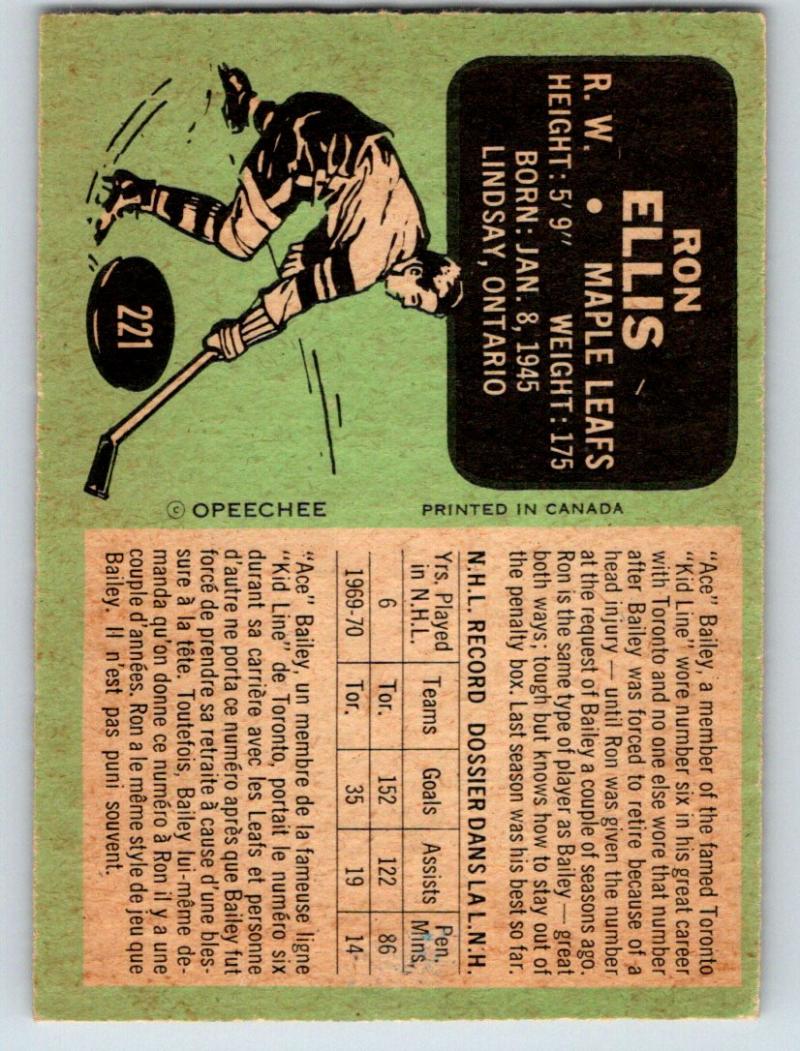 RON
ELLIS
R. W. • MAPLE LEAFS
HEIGHT: 5' 9" WEIGHT: 175
BORN: JAN. 8, 1945
LINDSAY, ONTARIO
221
© OPEECHEE
PRINTED IN CANADA
"Ace" Bailey, a member of the famed Toronto
"Kid Line" wore number six in his great career
with Toronto and no one else wore that number
after Bailey was forced to retire because of a
head injury — until Ron was given the number
at the request of Bailey a couple of seasons ago.
Ron is the same type of player as Bailey — great
both ways; tough but knows how to stay out of
the penalty box. Last season was his best so far.
N.H.L. RECORD DOSSIER DANS LA L.N.H.
Yrs. Played in N.H.L. Teams Goals Assists Pen. Mins.
6 Tor. 152 122 86
1969-70 Tor. 35 19 14
"Ace" Bailey, un membre de la fameuse ligne
"Kid Line" de Toronto, portait le numéro six
durant sa carrière avec les Leafs et personne
d'autre ne porta ce numéro après que Bailey fut
forcé de prendre sa retraite à cause d'une bles-
sure à la tête. Toutefois, Bailey lui-même de-
manda qu'on donne ce numéro à Ron il y a une
couple d'années. Ron a le même style de jeu que
Bailey. Il n'est pas puni souvent.